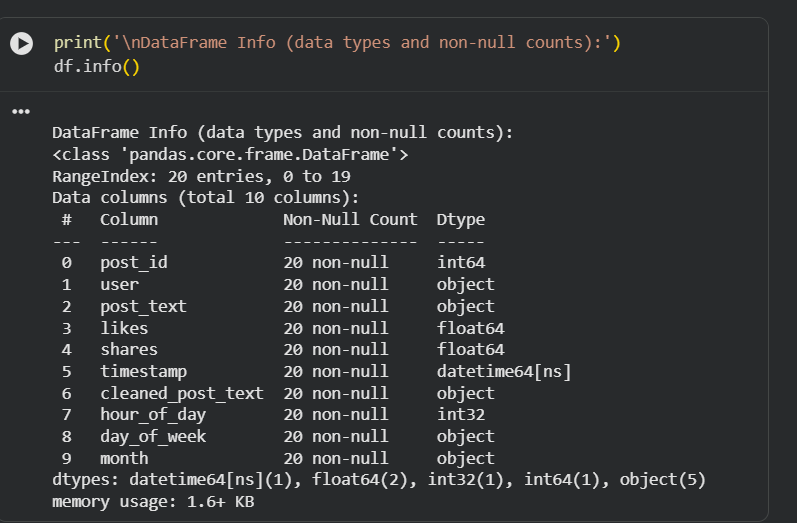 print('\nDataFrame Info (data types and non-null counts):')
df.info()
DataFrame Info (data types and non-null counts):
<class 'pandas.core.frame.DataFrame'>
RangeIndex: 20 entries, 0 to 19
Data columns (total 10 columns):
 #   Column             Non-Null Count  Dtype
---  ------             --------------  -----
 0   post_id            20 non-null     int64
 1   user               20 non-null     object
 2   post_text          20 non-null     object
 3   likes              20 non-null     float64
 4   shares             20 non-null     float64
 5   timestamp          20 non-null     datetime64[ns]
 6   cleaned_post_text  20 non-null     object
 7   hour_of_day        20 non-null     int32
 8   day_of_week        20 non-null     object
 9   month              20 non-null     object
dtypes: datetime64[ns](1), float64(2), int32(1), int64(1), object(5)
memory usage: 1.6+ KB